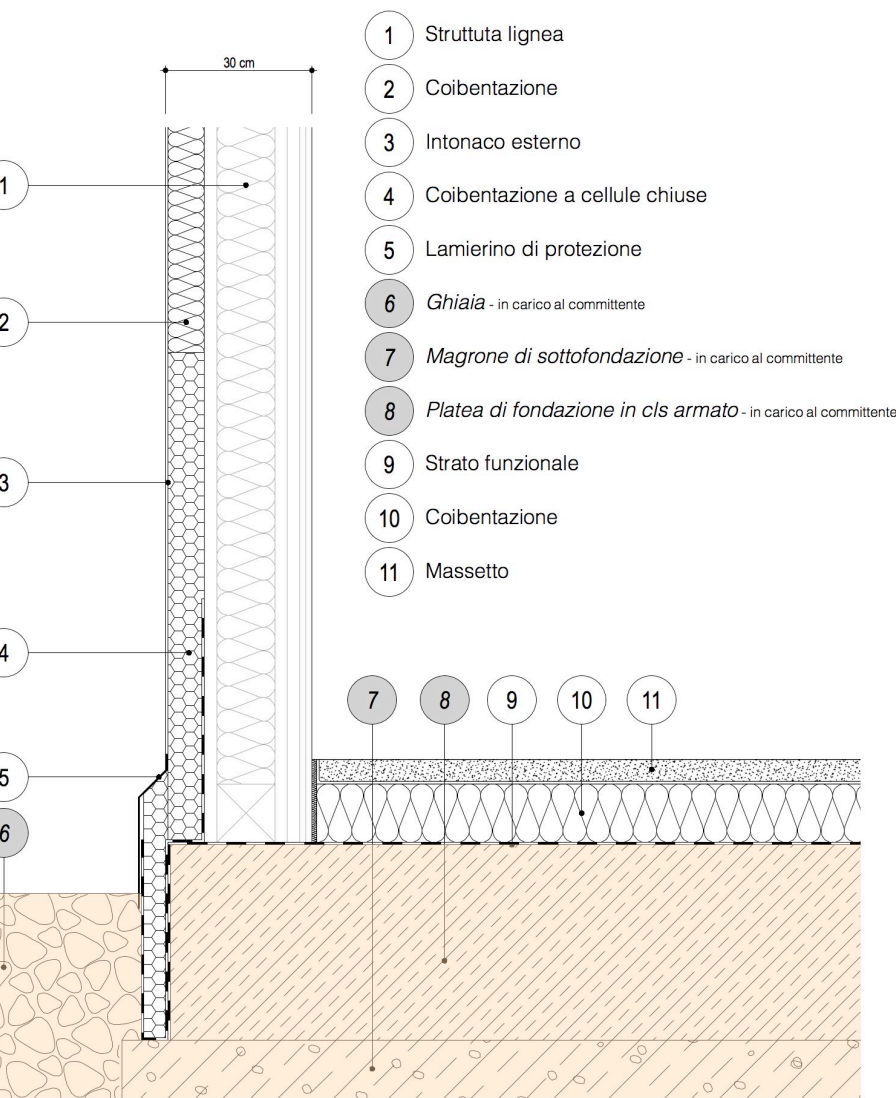 30 cm
1 Struttuta lignea
2 Coibentazione
3 Intonaco esterno
4 Coibentazione a cellule chiuse
5 Lamierino di protezione
6 Ghiaia - in carico al committente
7 Magrone di sottofondazione - in carico al committente
8 Platea di fondazione in cls armato - in carico al committente
9 Strato funzionale
10 Coibentazione
11 Massetto
1
2
3
4
5
6
7 8 9 10 11